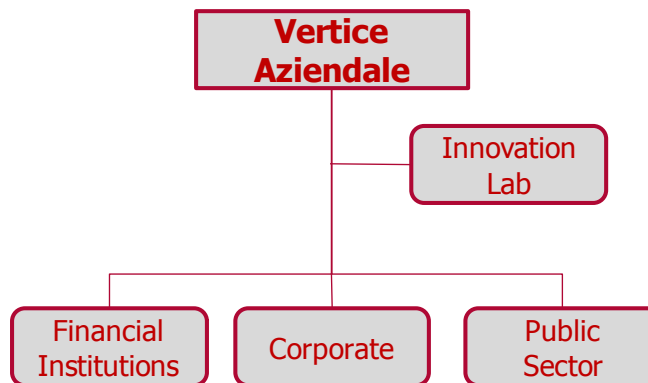 Vertice
Aziendale
Innovation
Lab
Financial
Institutions
Corporate
Public
Sector